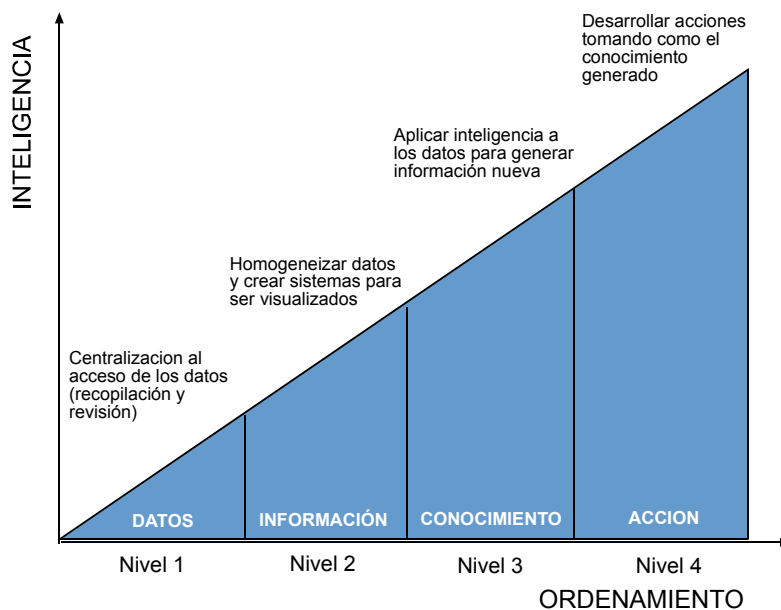 INTELIGENCIA
Desarrollar acciones
tomando como el
conocimiento
generado
Aplicar inteligencia a
los datos para generar
información nueva
Homogeneizar datos
y crear sistemas para
ser visualizados
Centralizacion al
acceso de los datos
(recopilación y
revisión)
DATOS
INFORMACIÓN
CONOCIMIENTO
ACCION
Nivel 1
Nivel 2
Nivel 3
Nivel 4
ORDENAMIENTO